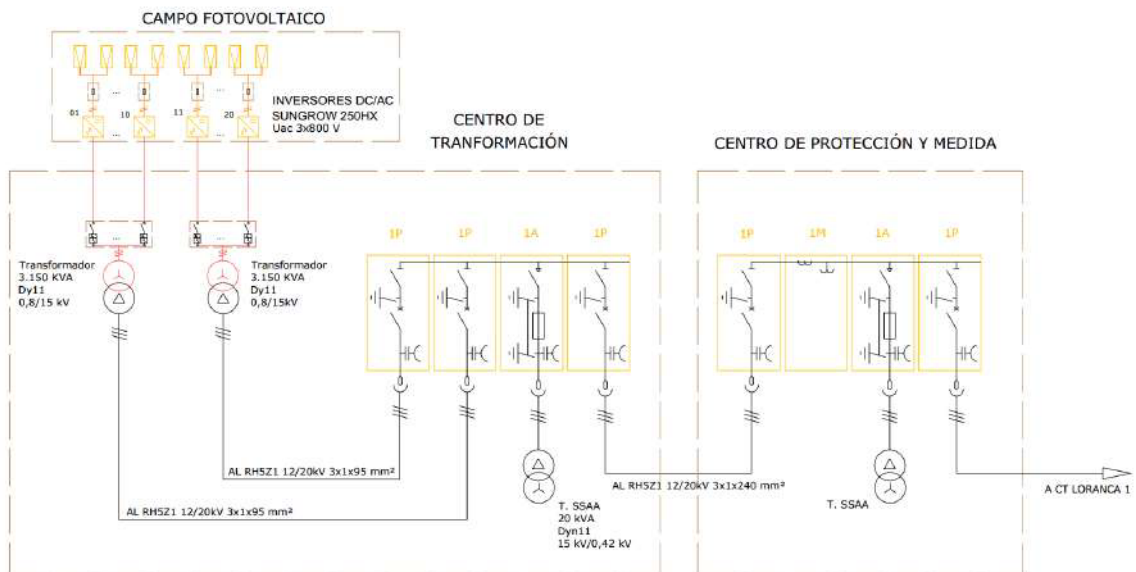 CAMPO FOTOVOLTAICO
01
10
11
20
INVERSORES DC/AC
SUNGROW 250HX
Uac 3x800 V
CENTRO DE
TRANFORMACIÓN
CENTRO DE PROTECCIÓN Y MEDIDA
Transformador
3.150 KVA
Dy11
0,8/15 kV
Transformador
3.150 KVA
Dy11
0,8/15kV
1P
1P
1A
1P
1P
1M
1A
1P
AL RH5Z1 12/20kV 3x1x95 mm²
AL RH5Z1 12/20kV 3x1x95 mm²
AL RH5Z1 12/20kV 3x1x240 mm²
T. SSAA
20 kVA
Dyn11
15 kV/0,42 kV
T. SSAA
A CT LORANCA 1